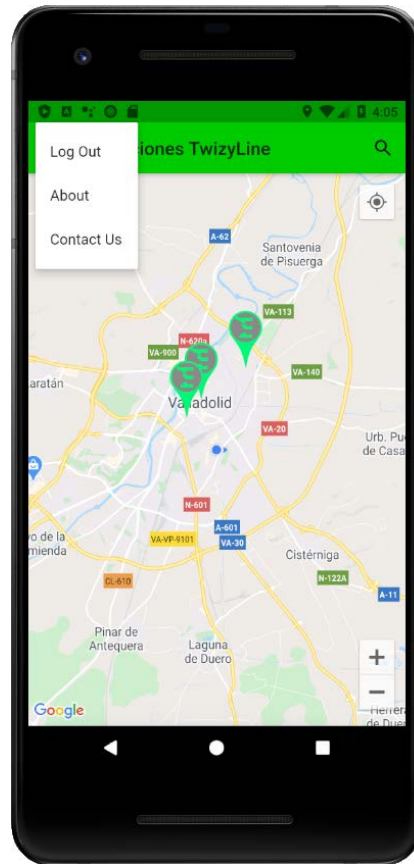 4:05
Log Out
ciones TwizyLine
About
Contact Us
A-62
Santovenia
de Pisuerga
VA-113
N-620a
VA-900
VA-140
aratán
Valladolid
VA-20
Urb. Pu
de Casa
N-601
A-601
VA-VP-9101
VA-30
vo de la
mienda
Cistérniga
N-122A
CL-610
A-11
Pinar de
Antequera
Laguna
de Duero
+
−
Google
Herrera
de Duer